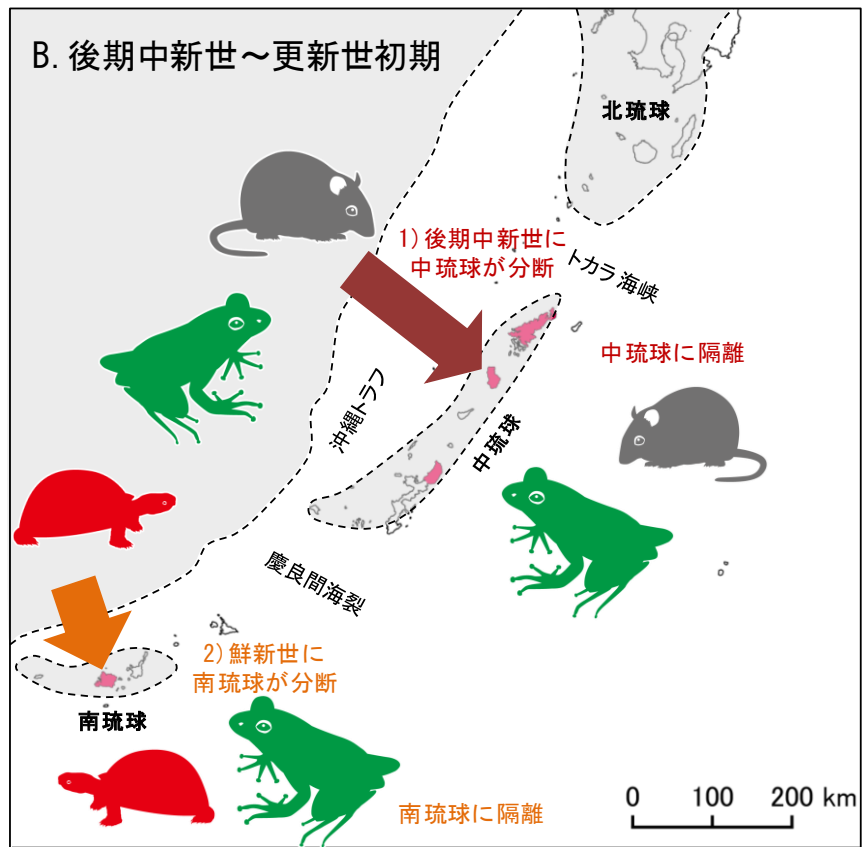 B. 後期中新世～更新世初期
北琉球
1) 後期中新世に
中琉球が分断
トカラ海峡
中琉球に隔離
沖縄トラフ
中琉球
慶良間海裂
2) 鮮新世に
南琉球が分断
南琉球
南琉球に隔離
0 100 200 km